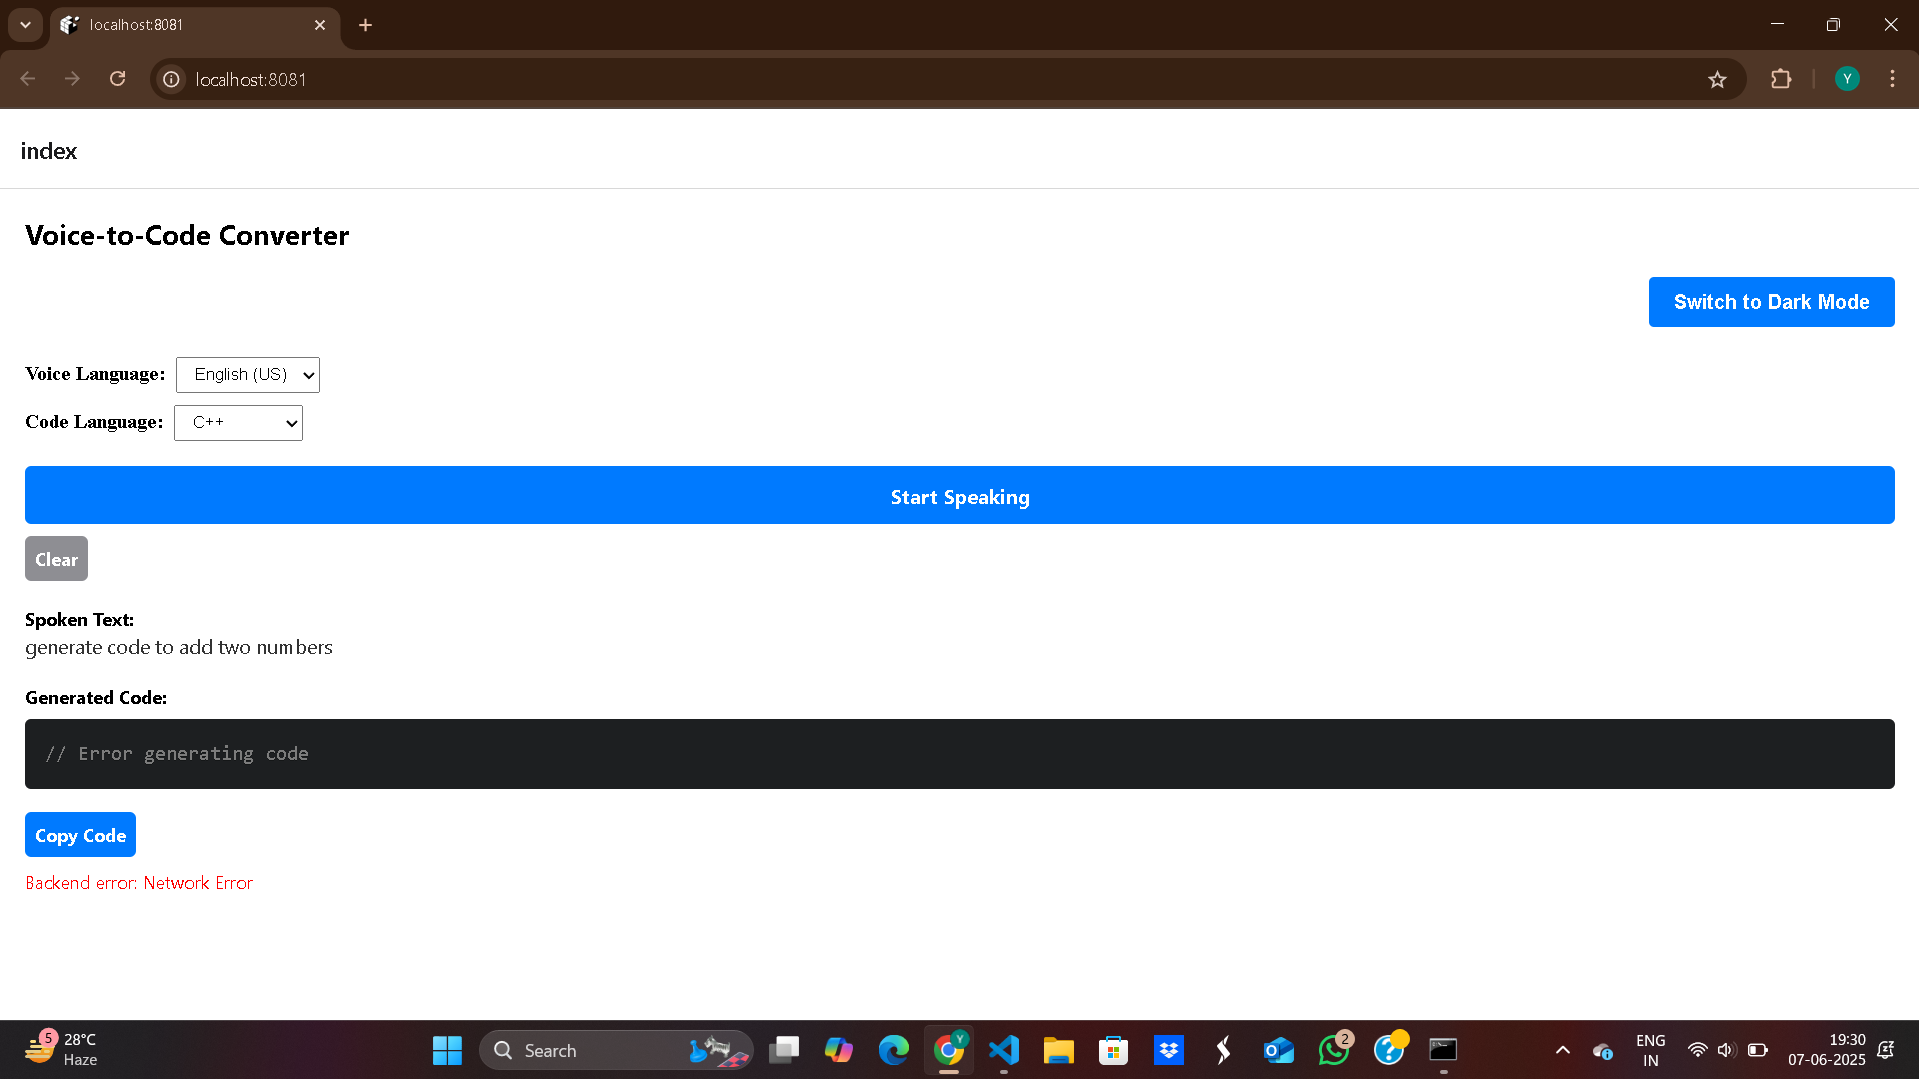 localhost:8081
localhost:8081
Y
index
Voice-to-Code Converter
Switch to Dark Mode
Voice Language: English (US)
Code Language: C++
Start Speaking
Clear
Spoken Text:
generate code to add two numbers
Generated Code:
// Error generating code
Copy Code
Backend error: Network Error
5
28°C
Haze
Search
Y
2
ENG
IN
19:30
07-06-2025